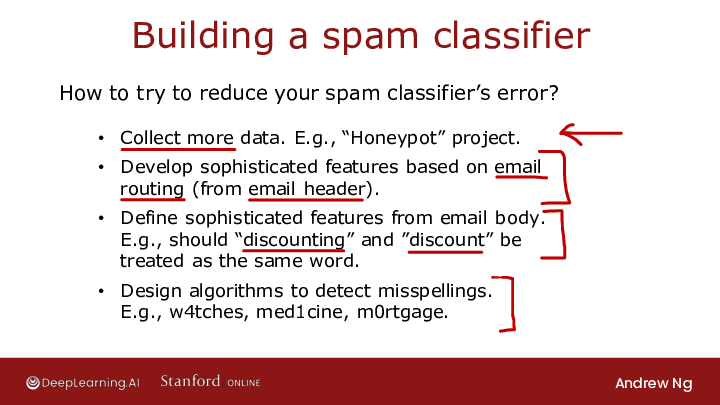 Building a spam classifier
How to try to reduce your spam classifier’s error?
• Collect more data. E.g., “Honeypot” project.
• Develop sophisticated features based on email
routing (from email header).
• Define sophisticated features from email body.
E.g., should “discounting” and ”discount” be
treated as the same word.
• Design algorithms to detect misspellings.
E.g., w4tches, med1cine, m0rtgage.
DeepLearning.AI Stanford ONLINE Andrew Ng